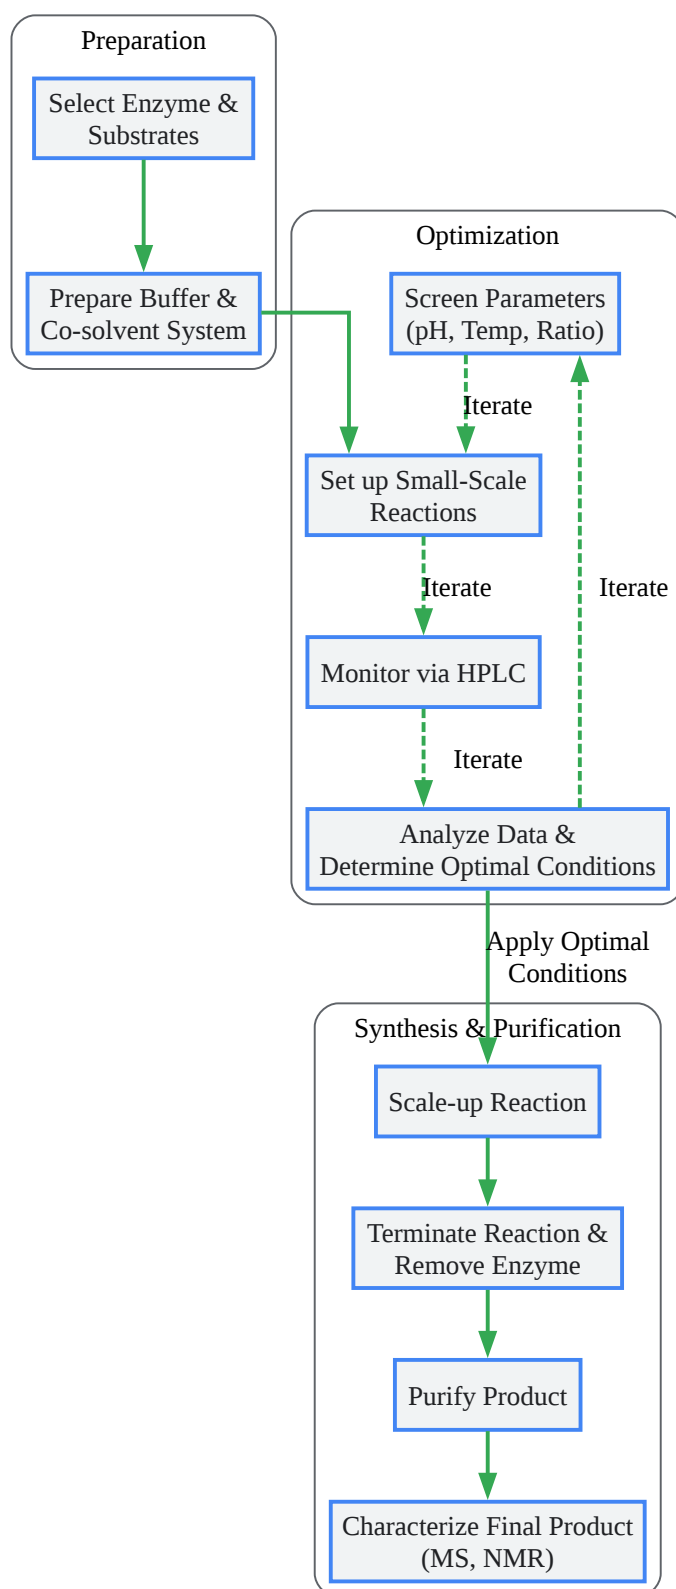 Preparation
Select Enzyme &
Substrates
Prepare Buffer &
Co-solvent System
Optimization
Screen Parameters
(pH, Temp, Ratio)
Iterate
Set up Small-Scale
Reactions
Iterate
Iterate
Monitor via HPLC
Iterate
Analyze Data &
Determine Optimal Conditions
Apply Optimal
Conditions
Synthesis & Purification
Scale-up Reaction
Terminate Reaction &
Remove Enzyme
Purify Product
Characterize Final Product
(MS, NMR)